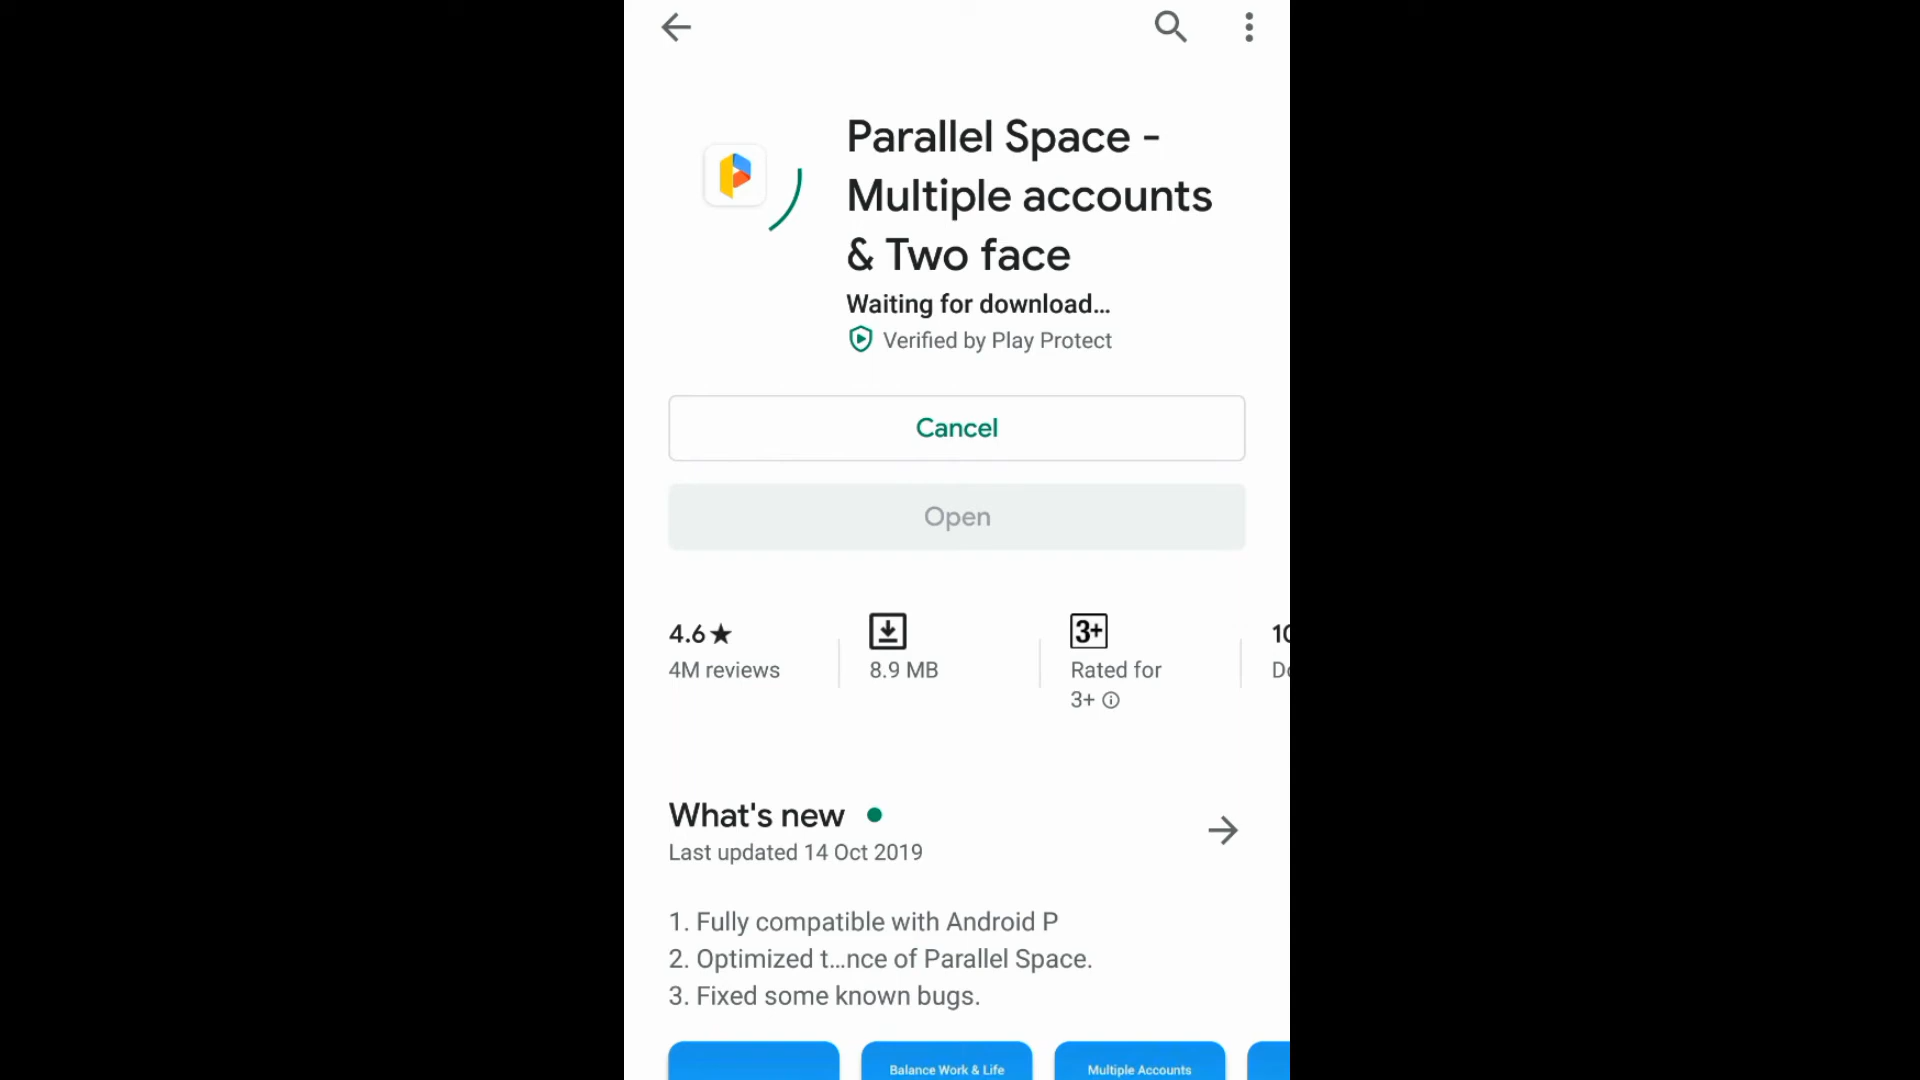 Parallel Space -
Multiple accounts
& Two face
Waiting for download...
Verified by Play Protect
Cancel
Open
4.6★
4M reviews
8.9 MB
3+
Rated for
3+
10
What's new
Last updated 14 Oct 2019
1. Fully compatible with Android P
2. Optimized t...nce of Parallel Space.
3. Fixed some known bugs.
Balance Work & Life
Multiple Accounts